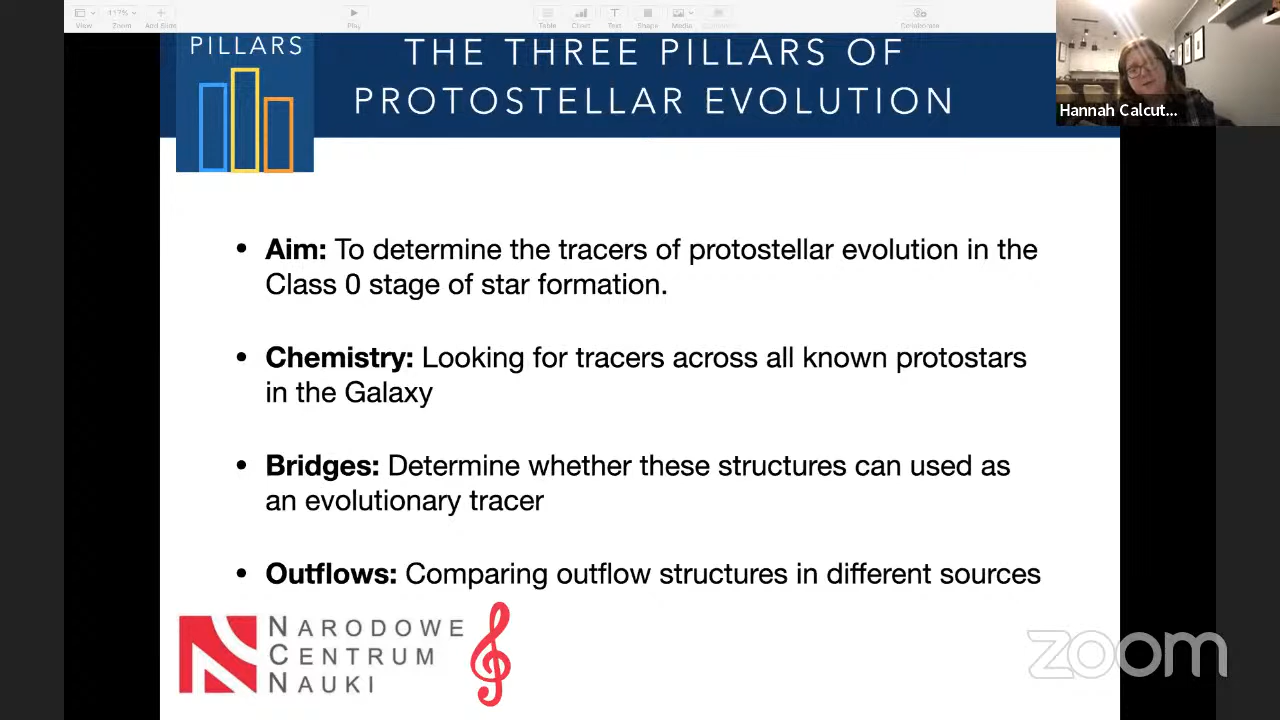 View
117%
Zoom
Add Slide
Play
Table
Chart
Text
Shape
Media
Collaborate
PILLARS
THE THREE PILLARS OF
PROTOSTELLAR EVOLUTION
Hannah Calcut...
• Aim: To determine the tracers of protostellar evolution in the
Class 0 stage of star formation.
• Chemistry: Looking for tracers across all known protostars
in the Galaxy
• Bridges: Determine whether these structures can used as
an evolutionary tracer
• Outflows: Comparing outflow structures in different sources
NARODOWE
CENTRUM
NAUKI
zoom